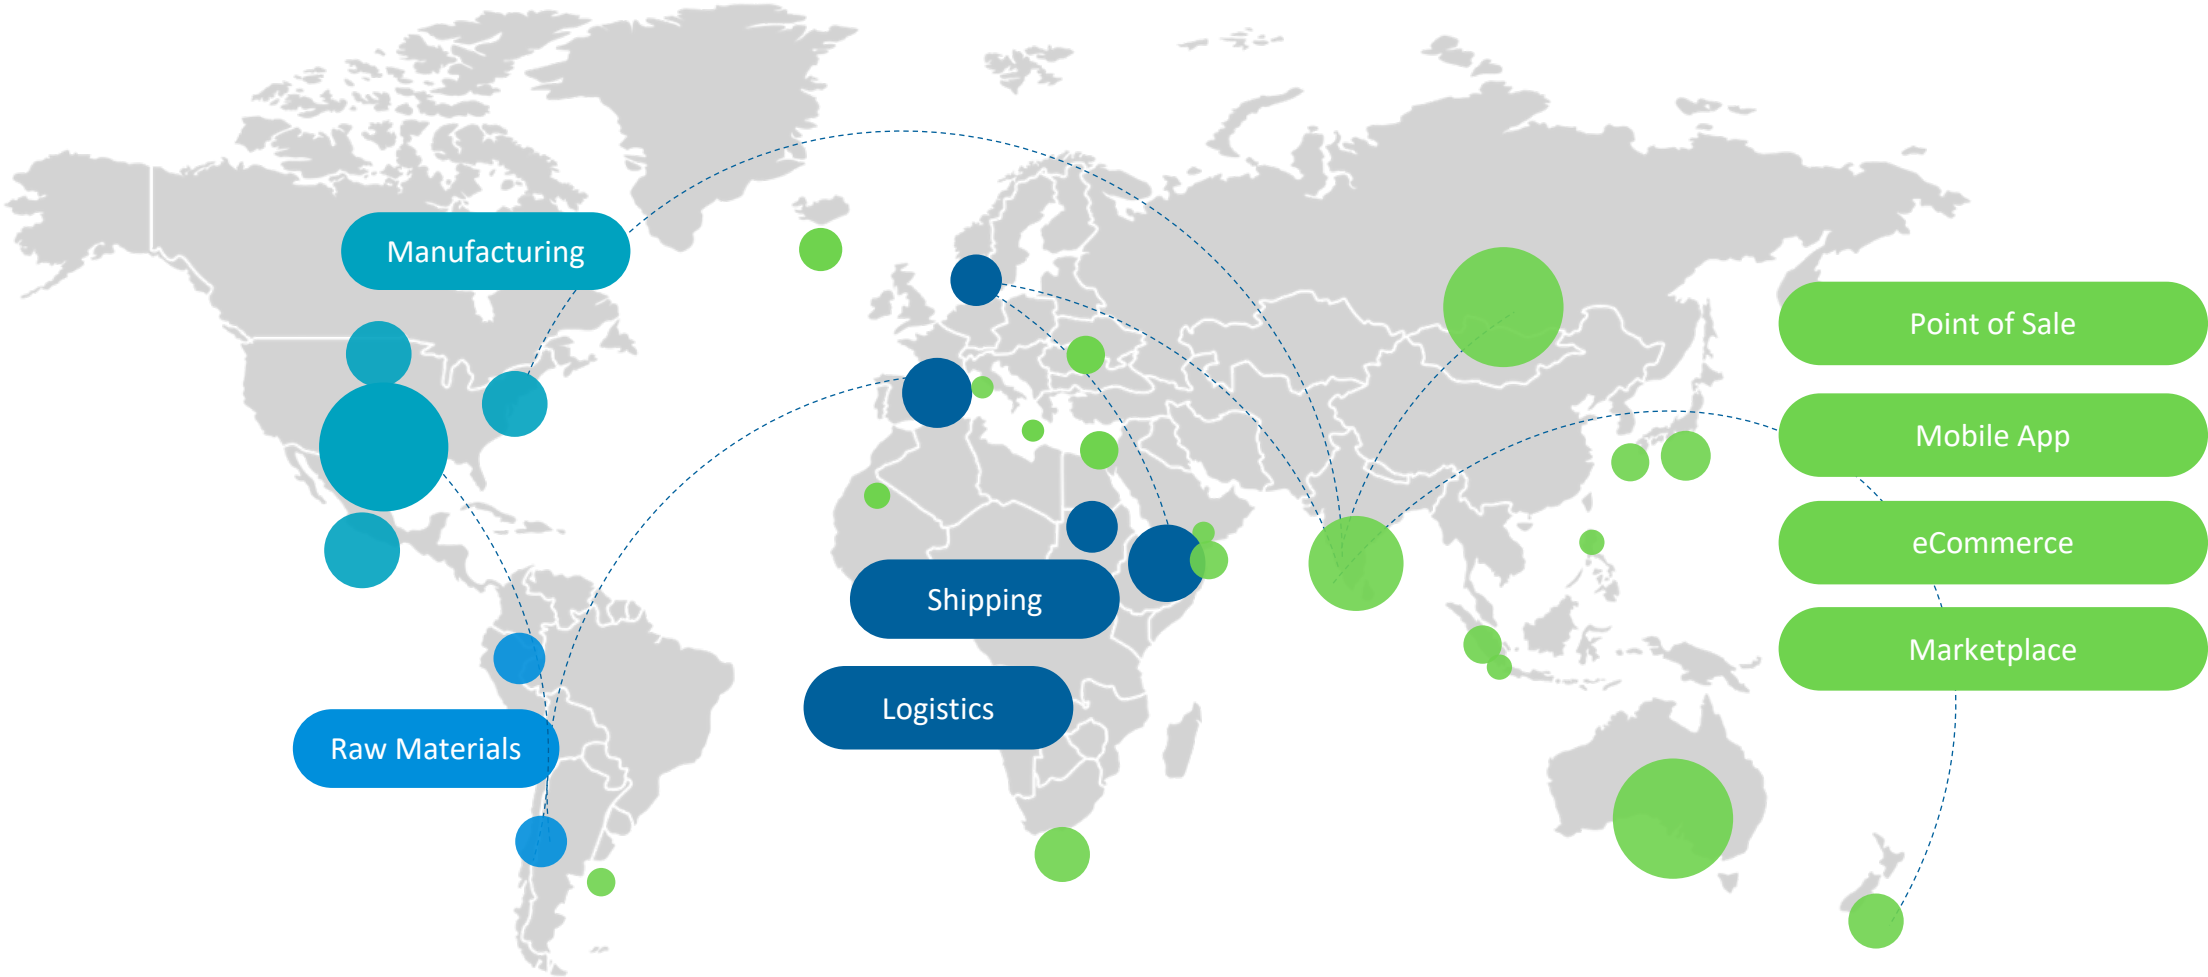 Manufacturing
Point of Sale
Mobile App
eCommerce
Shipping
Marketplace
Logistics
Raw Materials